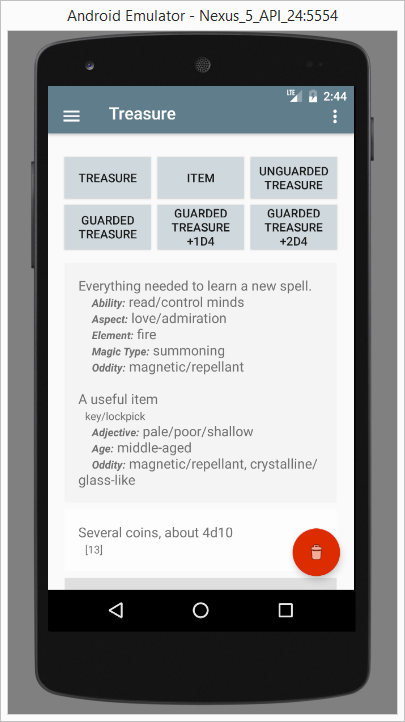 Android Emulator - Nexus_5_API_24:5554
LTE 2:44
Treasure
TREASURE
ITEM
UNGUARDED
TREASURE
GUARDED
TREASURE
GUARDED
TREASURE
+1D4
GUARDED
TREASURE
+2D4
Everything needed to learn a new spell.
Ability: read/control minds
Aspect: love/admiration
Element: fire
Magic Type: summoning
Oddity: magnetic/repellant
A useful item
key/lockpick
Adjective: pale/poor/shallow
Age: middle-aged
Oddity: magnetic/repellant, crystalline/
glass-like
Several coins, about 4d10
[13]